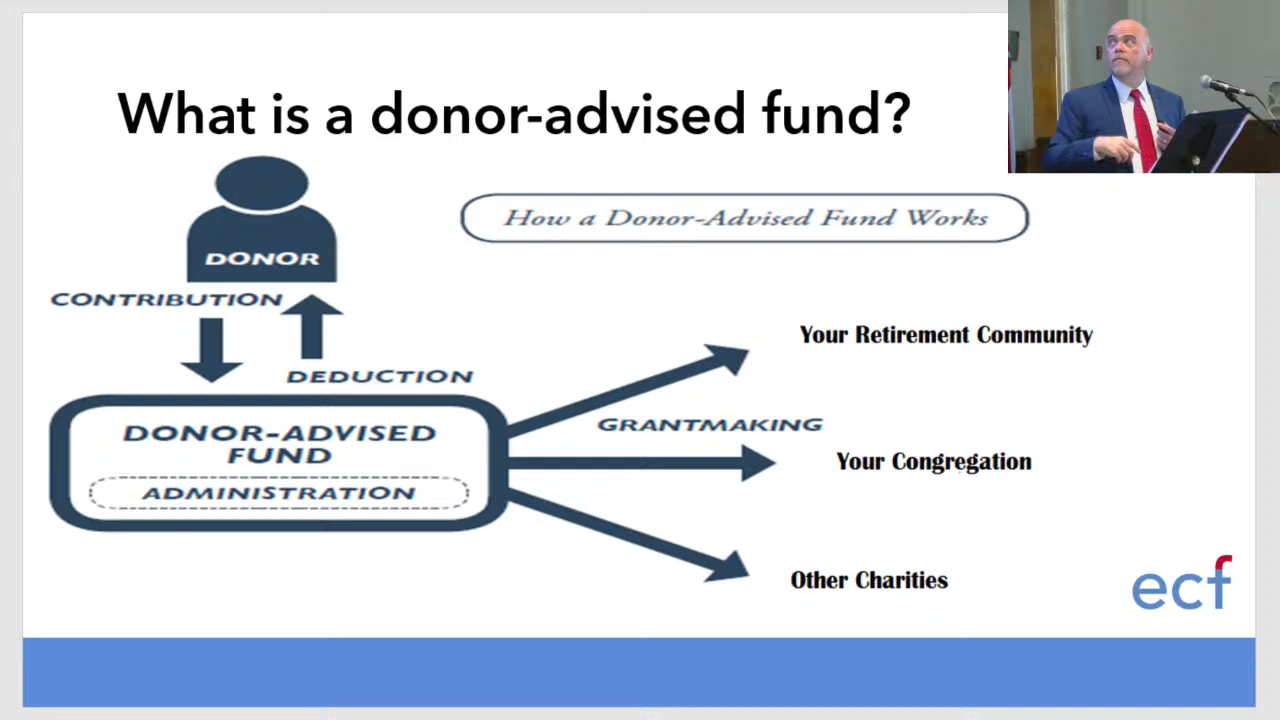 What is a donor-advised fund?
How a Donor-Advised Fund Works
DONOR
CONTRIBUTION
DEDUCTION
DONOR-ADVISED
FUND
ADMINISTRATION
GRANTMAKING
Your Retirement Community
Your Congregation
Other Charities
ecf